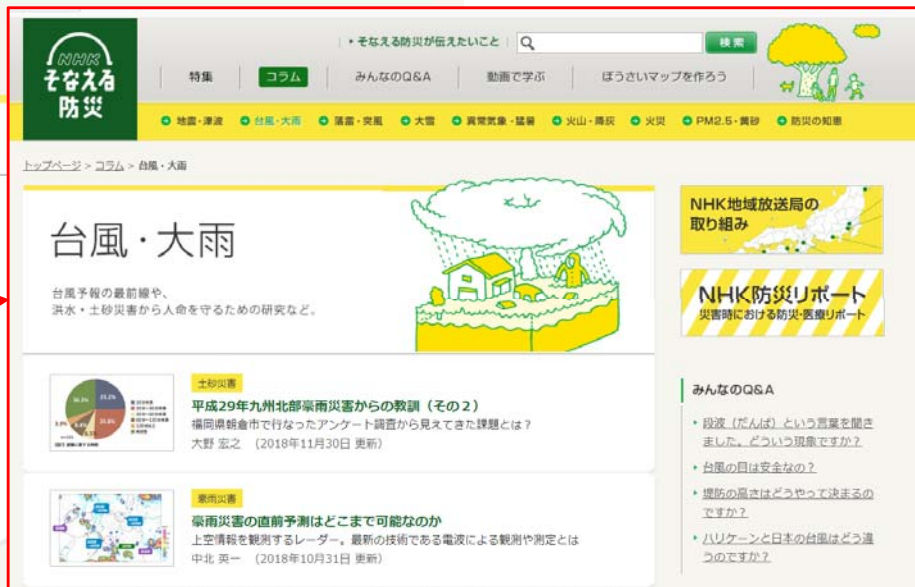 NHK
そなえる
防災
・そなえる防災が伝えたいこと
検索
特集
コラム
みんなのQ&A
動画で学ぶ
ぼうさいマップを作ろう
地震・津波
台風・大雨
落雷・突風
大雪
異常気象・猛暑
火山・降灰
火災
PM2.5・黄砂
防災の知恵
トップページ > コラム > 台風・大雨
台風・大雨
台風予報の最前線や、
洪水・土砂災害から人命を守るための研究など。
NHK地域放送局の
取り組み
NHK防災リポート
災害時における防災・医療リポート
土砂災害
平成29年九州北部豪雨災害からの教訓（その２）
福岡県朝倉市で行なったアンケート調査から見えてきた課題とは？
大野 宏之 （2018年11月30日 更新）
豪雨災害
豪雨災害の直前予測はどこまで可能なのか
上空情報を観測するレーダー。最新の技術である電波による観測や測定とは
中北 英一 （2018年10月31日 更新）
みんなのQ&A
段波（だんぱ）という言葉を聞き
ました。どういう現象ですか？
台風の目は安全なの？
堤防の高さはどうやって決まるの
ですか？
ハリケーンと日本の台風はどう違
うのですか？